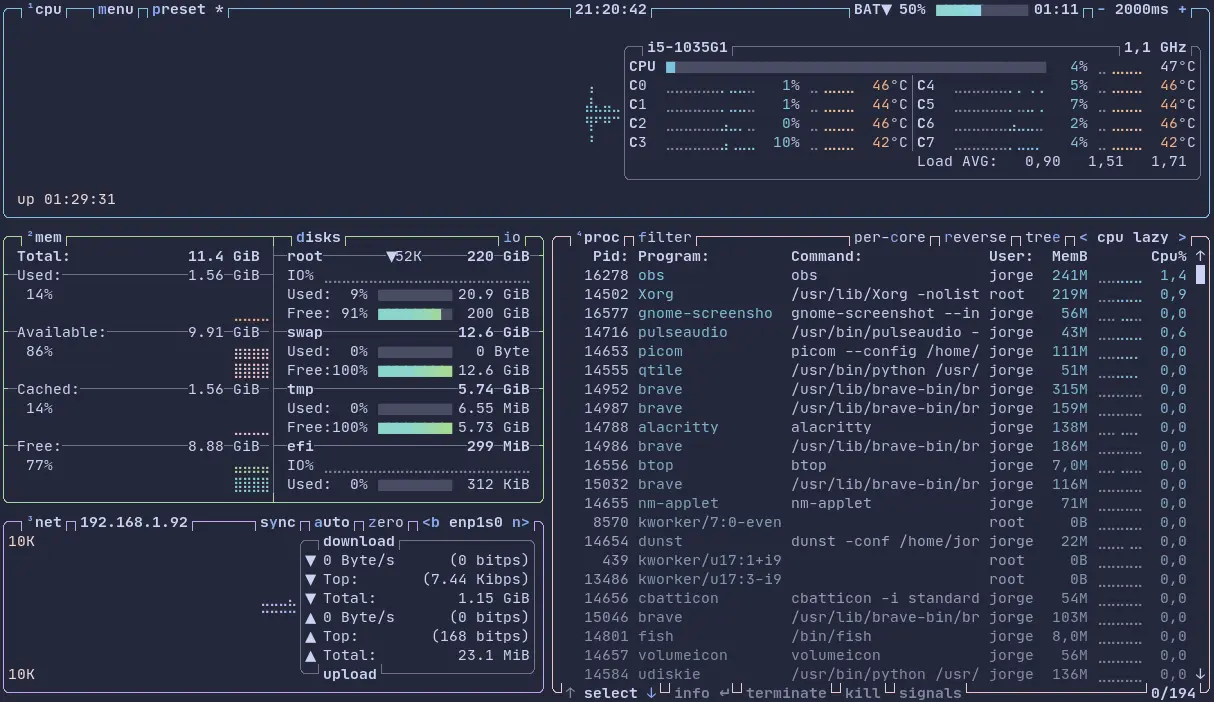 ¹cpu menu preset * 21:20:42 BAT▼ 50% 01:11 - 2000ms +
i5-1035G1 1,1 GHz
CPU 4% 47°C
C0 1% 46°C C4 5% 46°C
C1 1% 44°C C5 7% 44°C
C2 0% 46°C C6 2% 46°C
C3 10% 42°C C7 4% 42°C
Load AVG: 0,90 1,51 1,71
up 01:29:31
²mem disks io
Total: 11.4 GiB root ▼52K 220 GiB
Used: 1.56 GiB IO%
14% Used: 9% 20.9 GiB
Free: 91% 200 GiB
Available: 9.91 GiB swap 12.6 GiB
86% Used: 0% 0 Byte
Free:100% 12.6 GiB
Cached: 1.56 GiB tmp 5.74 GiB
14% Used: 0% 6.55 MiB
Free:100% 5.73 GiB
Free: 8.88 GiB efi 299 MiB
77% IO%
Used: 0% 312 KiB
³net 192.168.1.92 sync auto zero <b enp1s0 n>
10K download
▼ 0 Byte/s (0 bitps)
▼ Top: (7.44 Kibps)
▼ Total: 1.15 GiB
▲ 0 Byte/s (0 bitps)
▲ Top: (168 bitps)
▲ Total: 23.1 MiB
10K upload
⁴proc filter per-core reverse tree < cpu lazy >
Pid: Program: Command: User: MemB Cpu% ↑
16278 obs obs jorge 241M 1,4
14502 Xorg /usr/lib/Xorg -nolist root 219M 0,9
16577 gnome-screensho gnome-screenshot --in jorge 56M 0,0
14716 pulseaudio /usr/bin/pulseaudio - jorge 43M 0,6
14653 picom picom --config /home/ jorge 111M 0,0
14555 qtile /usr/bin/python /usr/ jorge 51M 0,0
14952 brave /usr/lib/brave-bin/br jorge 315M 0,0
14987 brave /usr/lib/brave-bin/br jorge 159M 0,0
14788 alacritty alacritty jorge 138M 0,0
14986 brave /usr/lib/brave-bin/br jorge 186M 0,0
16556 btop btop jorge 7,0M 0,0
15032 brave /usr/lib/brave-bin/br jorge 116M 0,0
14655 nm-applet nm-applet jorge 71M 0,0
8570 kworker/7:0-even root 0B 0,0
14654 dunst dunst -conf /home/jor jorge 22M 0,0
439 kworker/u17:1+i9 root 0B 0,0
13486 kworker/u17:3-i9 root 0B 0,0
14656 cbatticon cbatticon -i standard jorge 54M 0,0
15046 brave /usr/lib/brave-bin/br jorge 103M 0,0
14801 fish /bin/fish jorge 8,0M 0,0
14657 volumeicon volumeicon jorge 56M 0,0
14584 udiskie /usr/bin/python /usr/ jorge 136M 0,0 ↓
↑ select ↓ info ↵ terminate kill signals 0/194